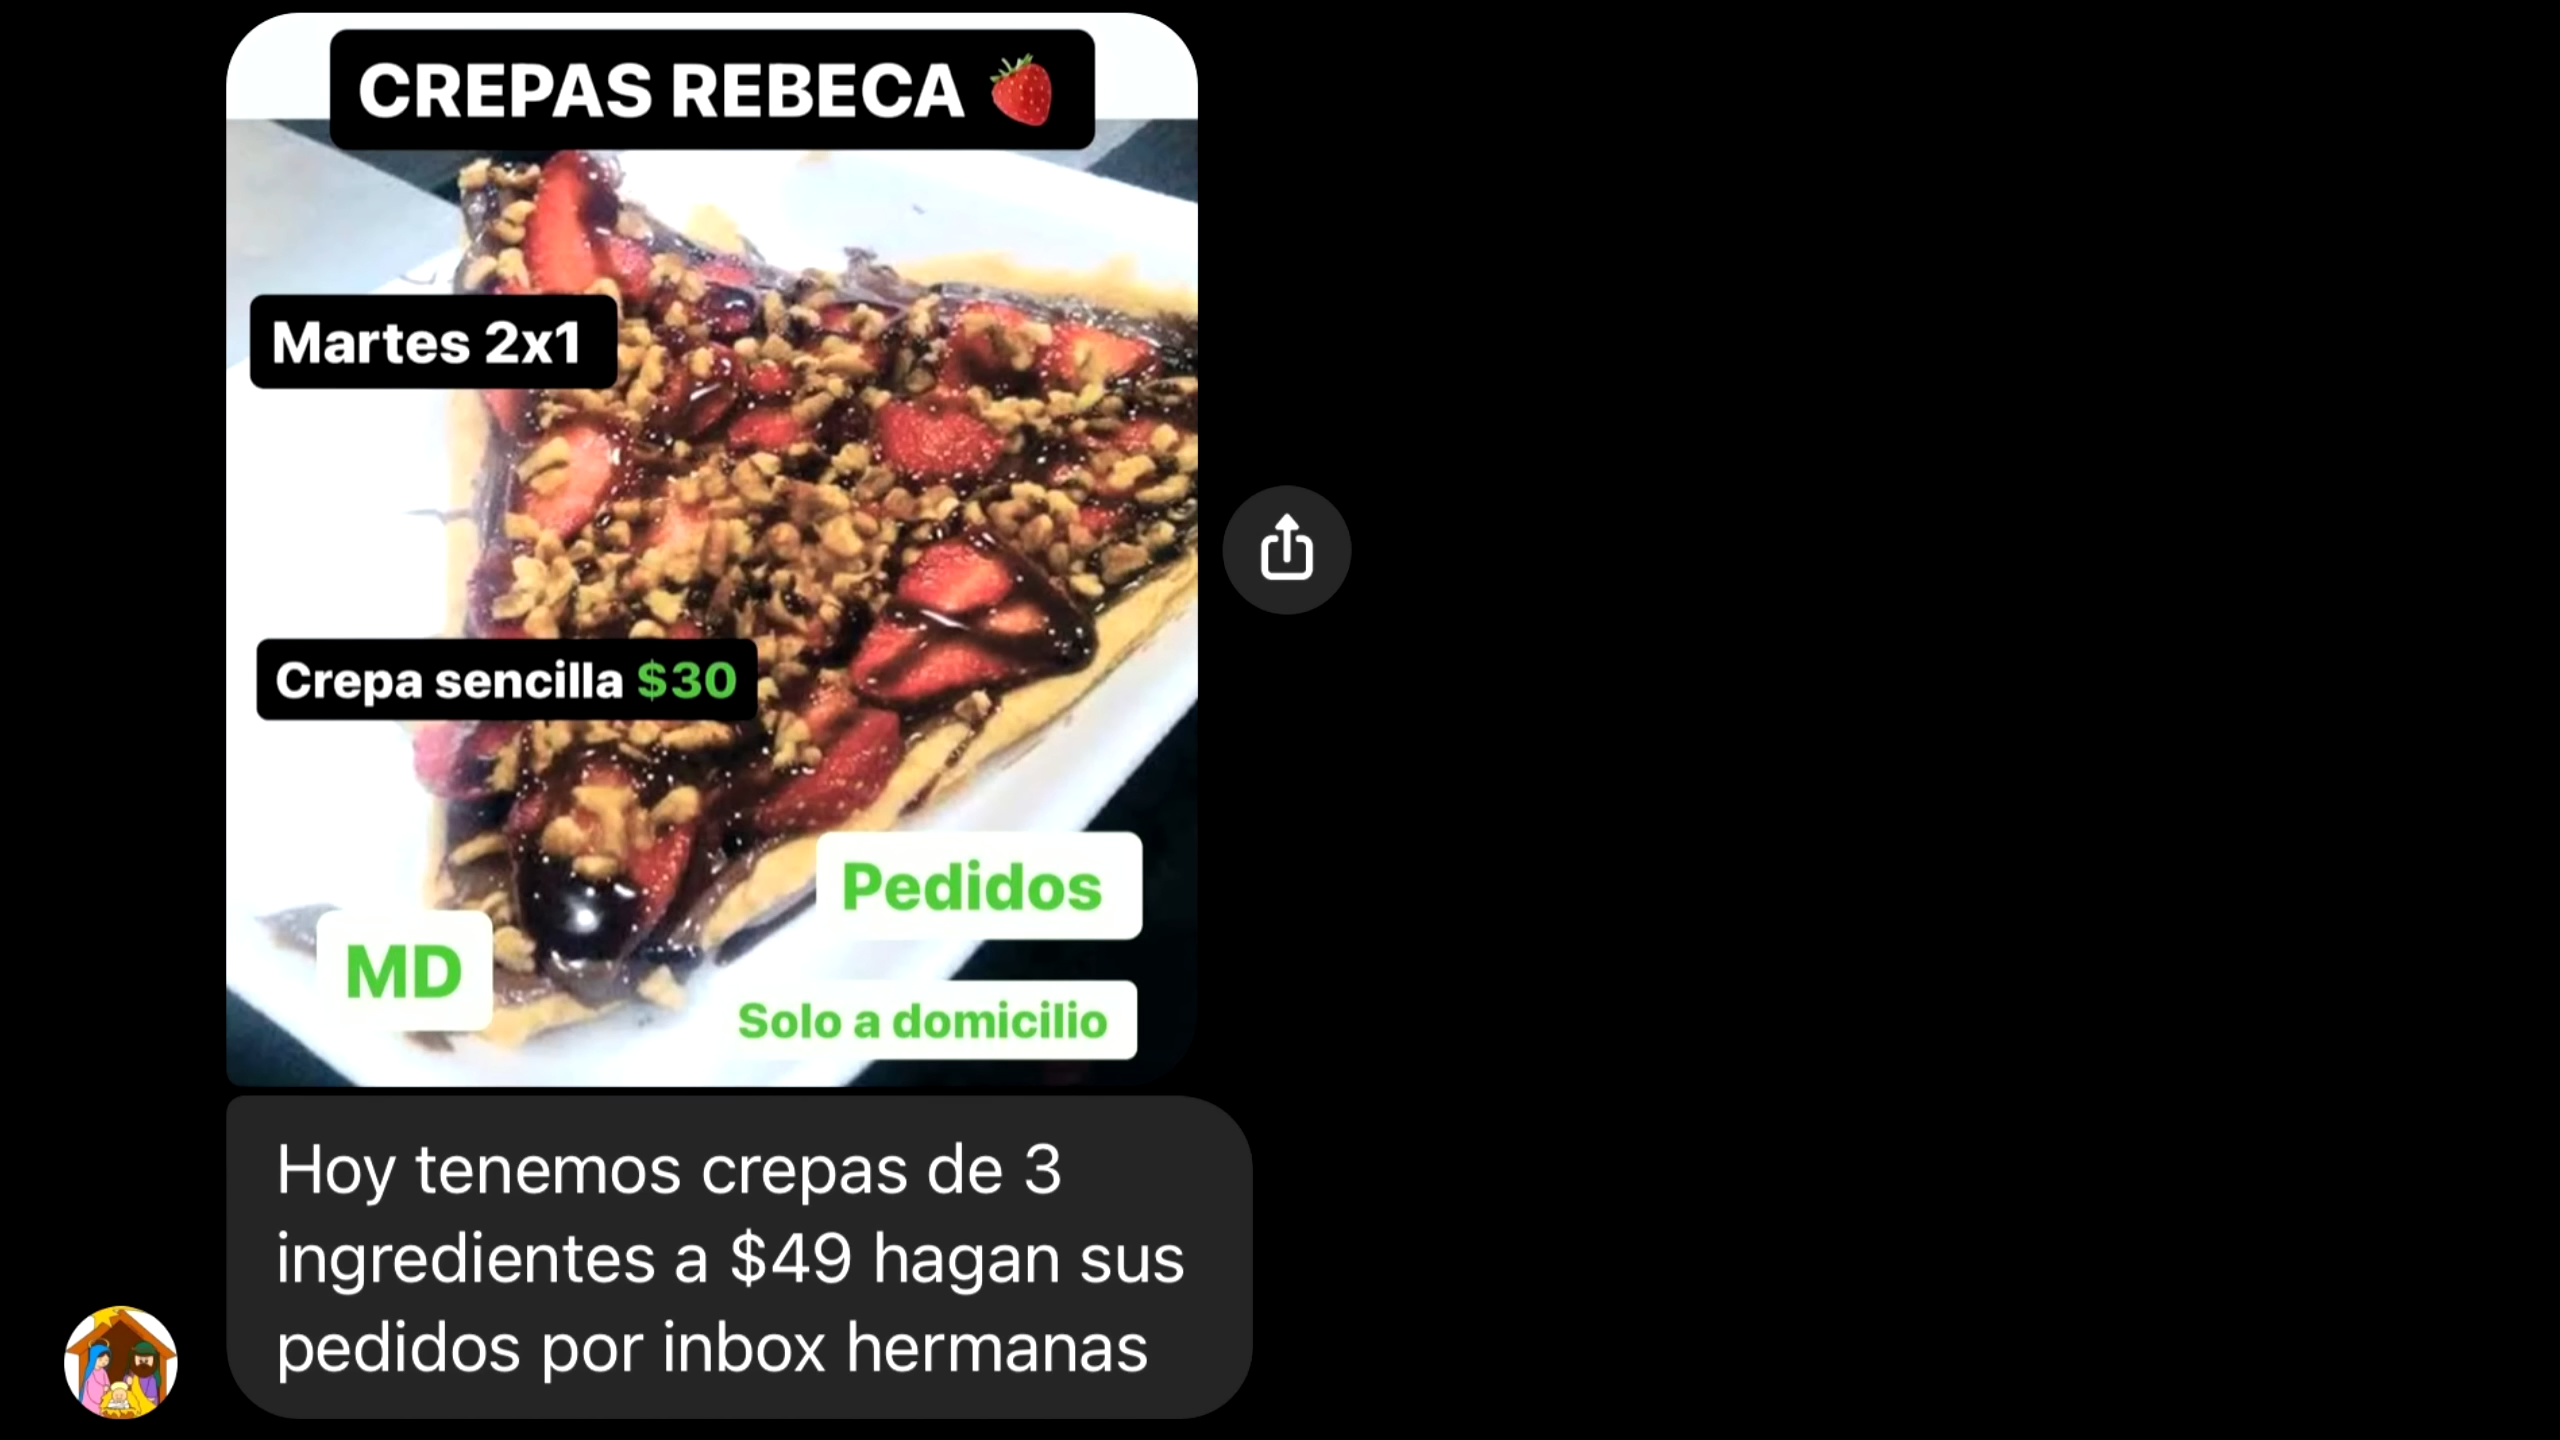 CREPAS REBECA 🍓
Martes 2x1
Crepa sencilla $30
Pedidos
MD
Solo a domicilio
Hoy tenemos crepas de 3
ingredientes a $49 hagan sus
pedidos por inbox hermanas